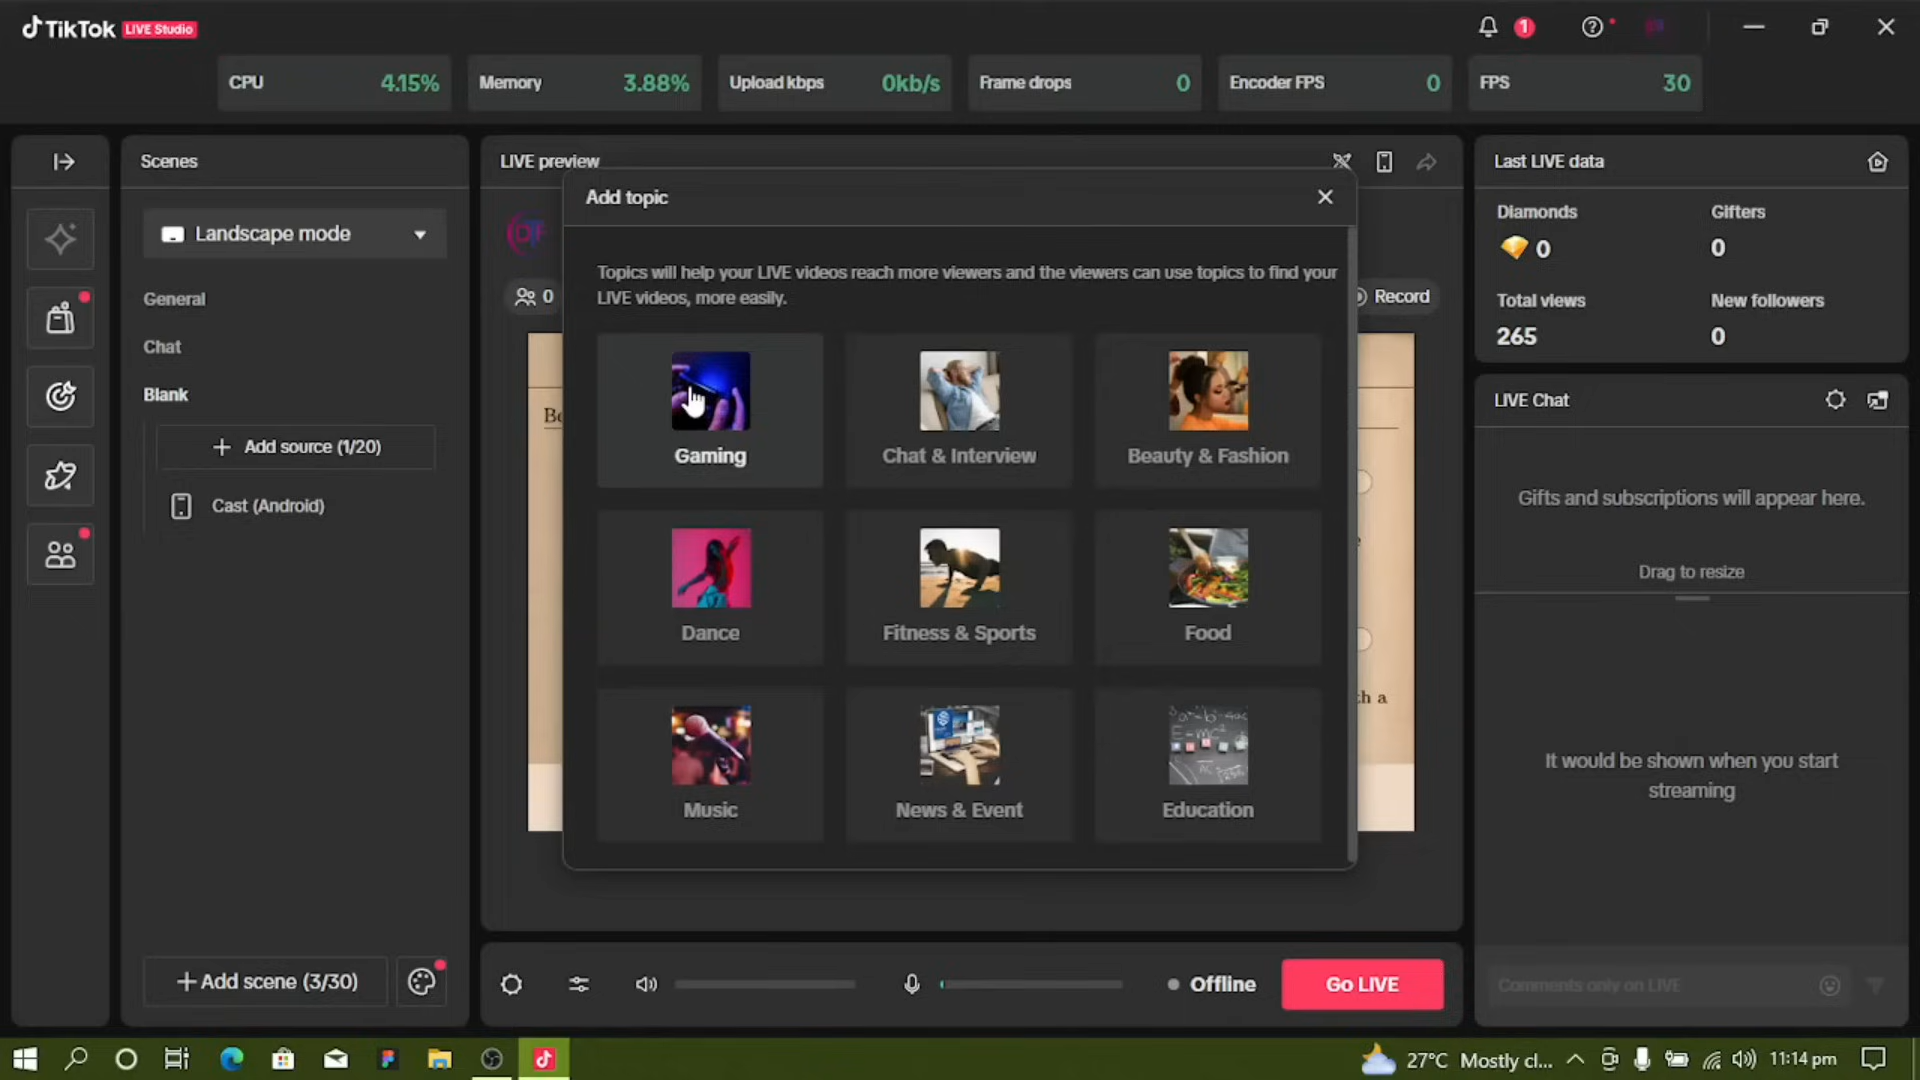 TikTok LIVE Studio
1
CPU 4.15%
Memory 3.88%
Upload kbps 0kb/s
Frame drops 0
Encoder FPS 0
FPS 30
Scenes
Landscape mode
General
Chat
Blank
+ Add source (1/20)
Cast (Android)
+Add scene (3/30)
LIVE preview
0
Record
th a
Add topic
Topics will help your LIVE videos reach more viewers and the viewers can use topics to find your
LIVE videos, more easily.
Gaming
Chat & Interview
Beauty & Fashion
Dance
Fitness & Sports
Food
Music
News & Event
Education
Offline
Go LIVE
Last LIVE data
Diamonds
Gifters
0
0
Total views
New followers
265
0
LIVE Chat
Gifts and subscriptions will appear here.
Drag to resize
It would be shown when you start
streaming
Comments only on LIVE
27°C Mostly cl...
11:14 pm